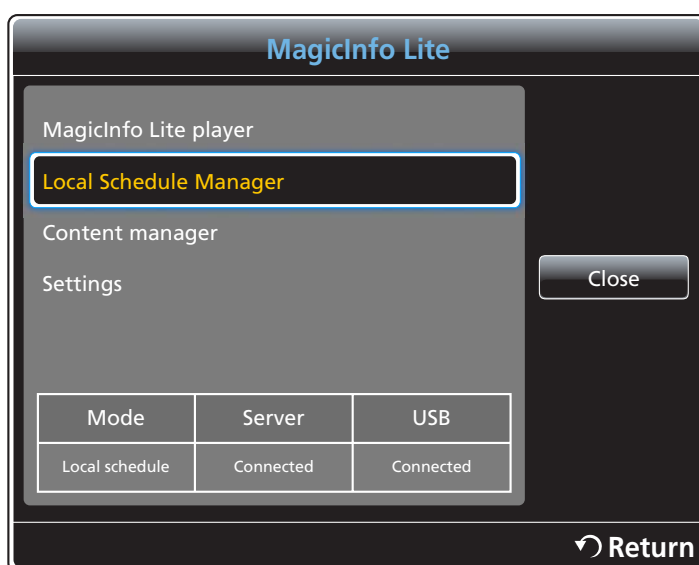 MagicInfo Lite
MagicInfo Lite player
Local Schedule Manager
Content manager
Settings
Close
Mode Server USB
Local schedule Connected Connected
Return